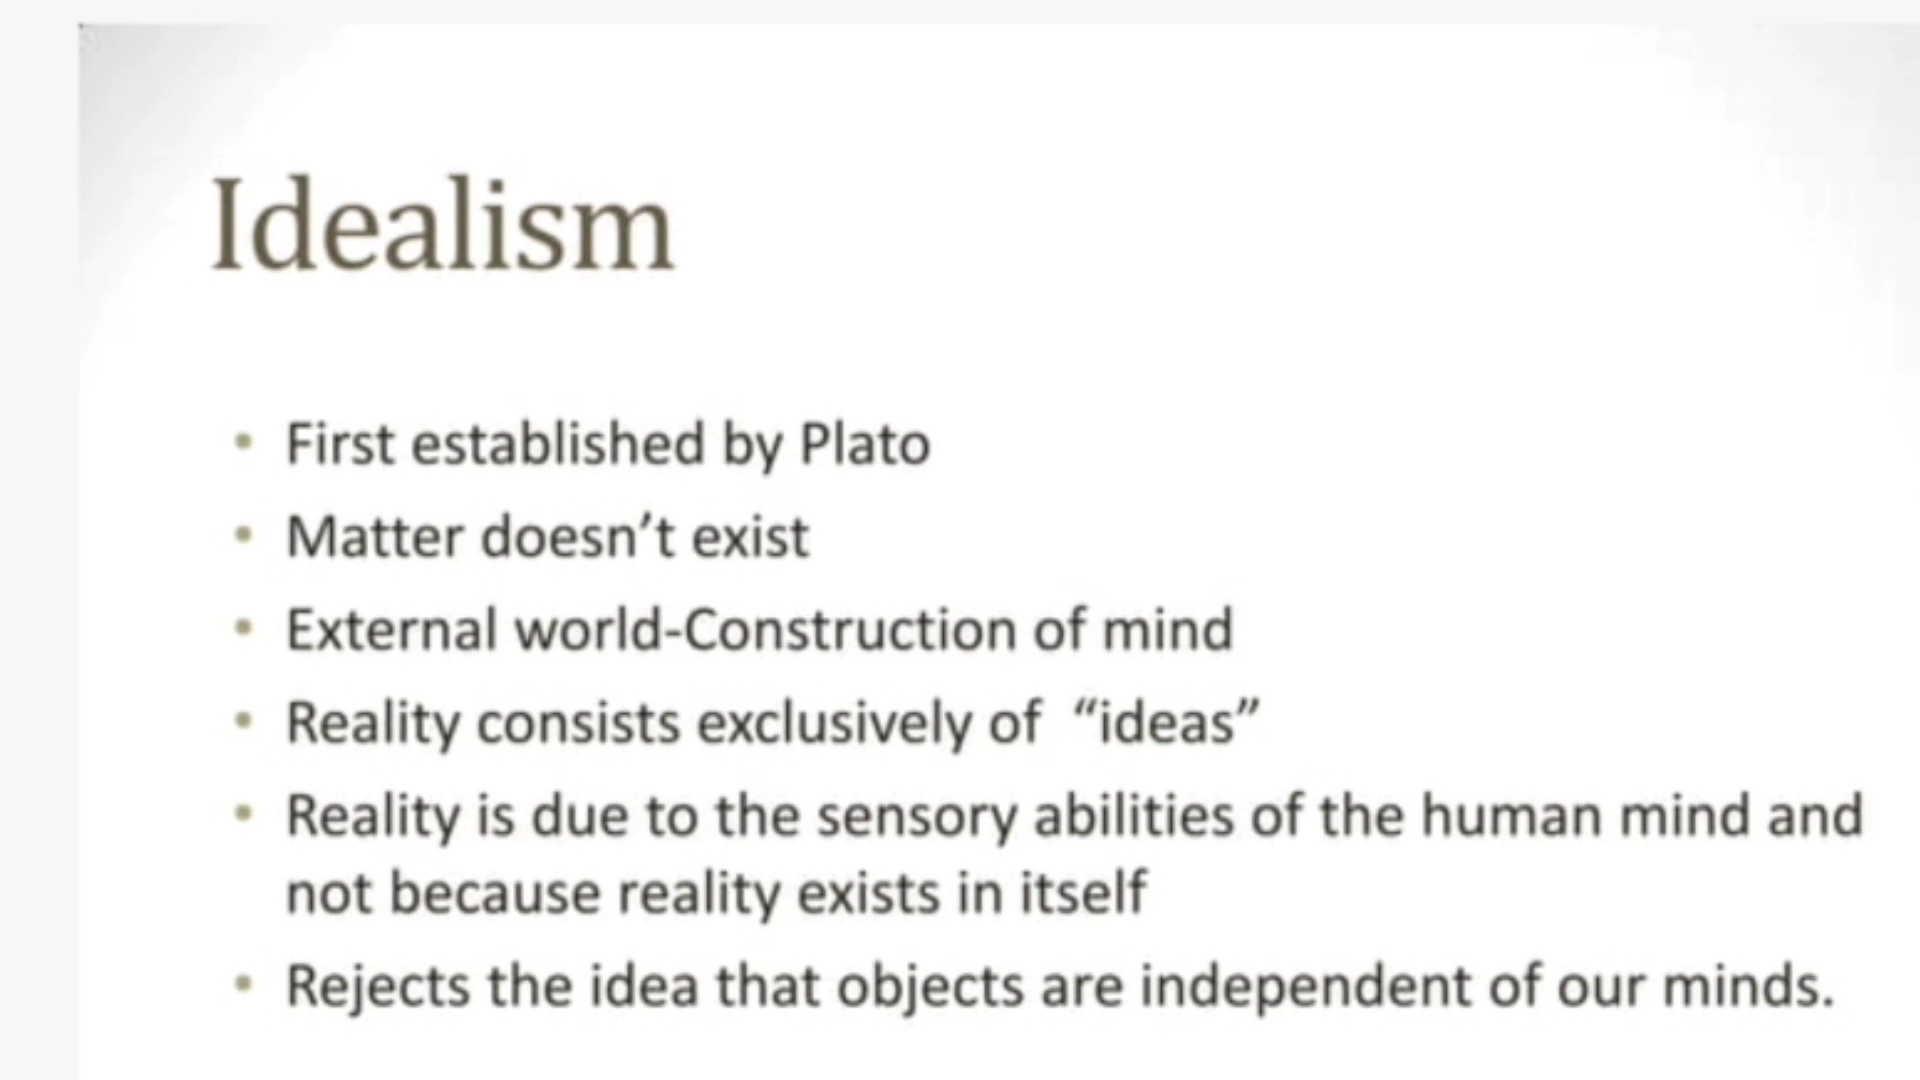 Idealism
• First established by Plato
• Matter doesn’t exist
• External world-Construction of mind
• Reality consists exclusively of “ideas”
• Reality is due to the sensory abilities of the human mind and
not because reality exists in itself
• Rejects the idea that objects are independent of our minds.